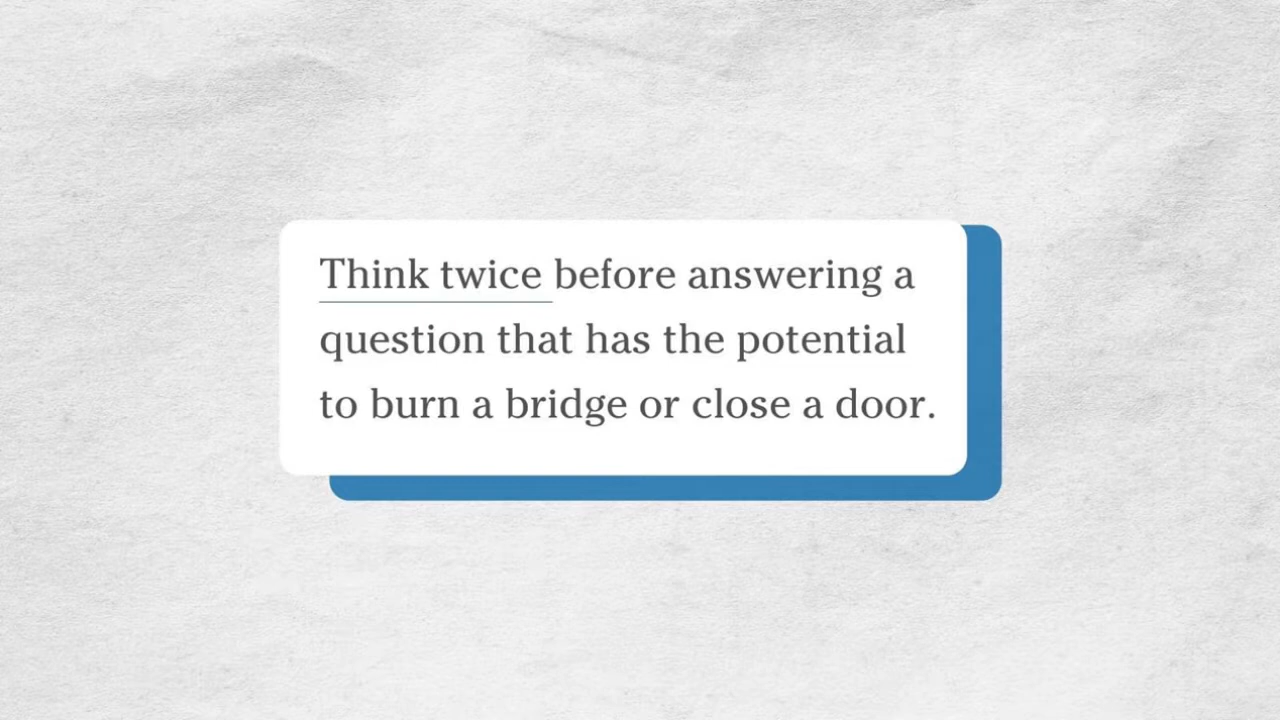 Think twice before answering a
question that has the potential
to burn a bridge or close a door.